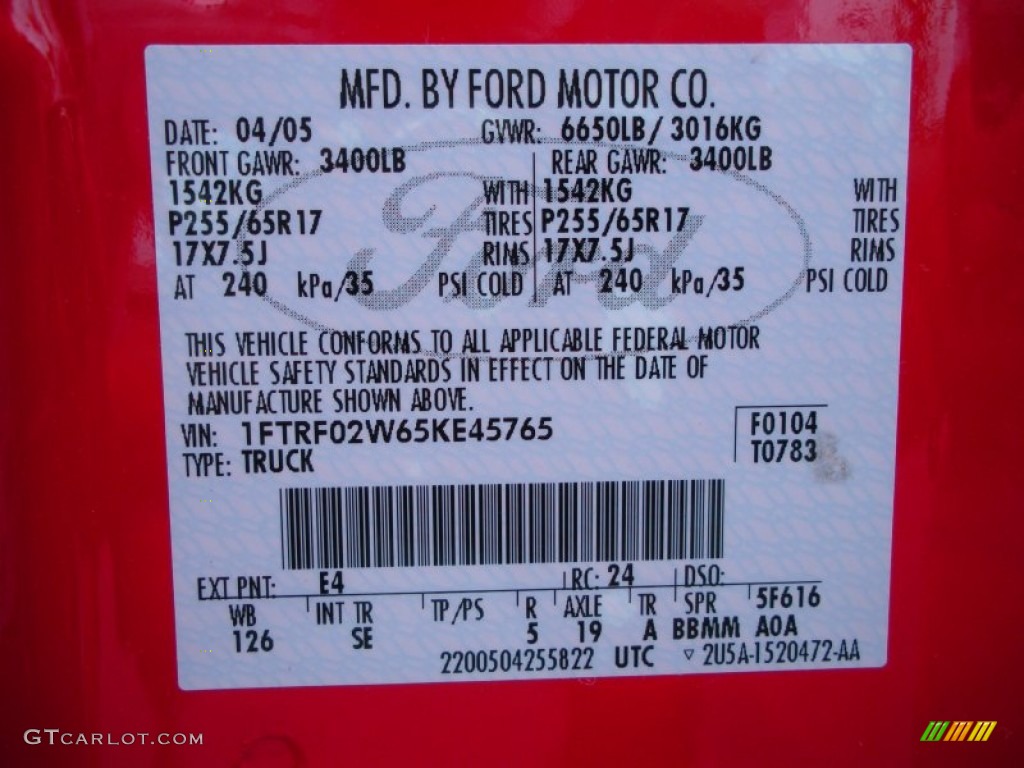 MFD. BY FORD MOTOR CO.
DATE: 04/05 GVWR: 6650LB/ 3016KG
FRONT GAWR: 3400LB REAR GAWR: 3400LB
1542KG WITH 1542KG WITH
P255/65R17 TIRES P255/65R17 TIRES
17X7.5J RIMS 17X7.5J RIMS
AT 240 kPa/35 PSI COLD AT 240 kPa/35 PSI COLD
Ford
THIS VEHICLE CONFORMS TO ALL APPLICABLE FEDERAL MOTOR
VEHICLE SAFETY STANDARDS IN EFFECT ON THE DATE OF
MANUFACTURE SHOWN ABOVE.
VIN: 1FTRF02W65KE45765 F0104
TYPE: TRUCK T0783
EXT PNT: E4 RC: 24 DSO:
WB INT TR TP/PS R AXLE TR SPR 5F616
126 SE 5 19 A BBMM A0A
2200504255822 UTC ▿ 2U5A-1520472-AA
GTCARLOT.COM